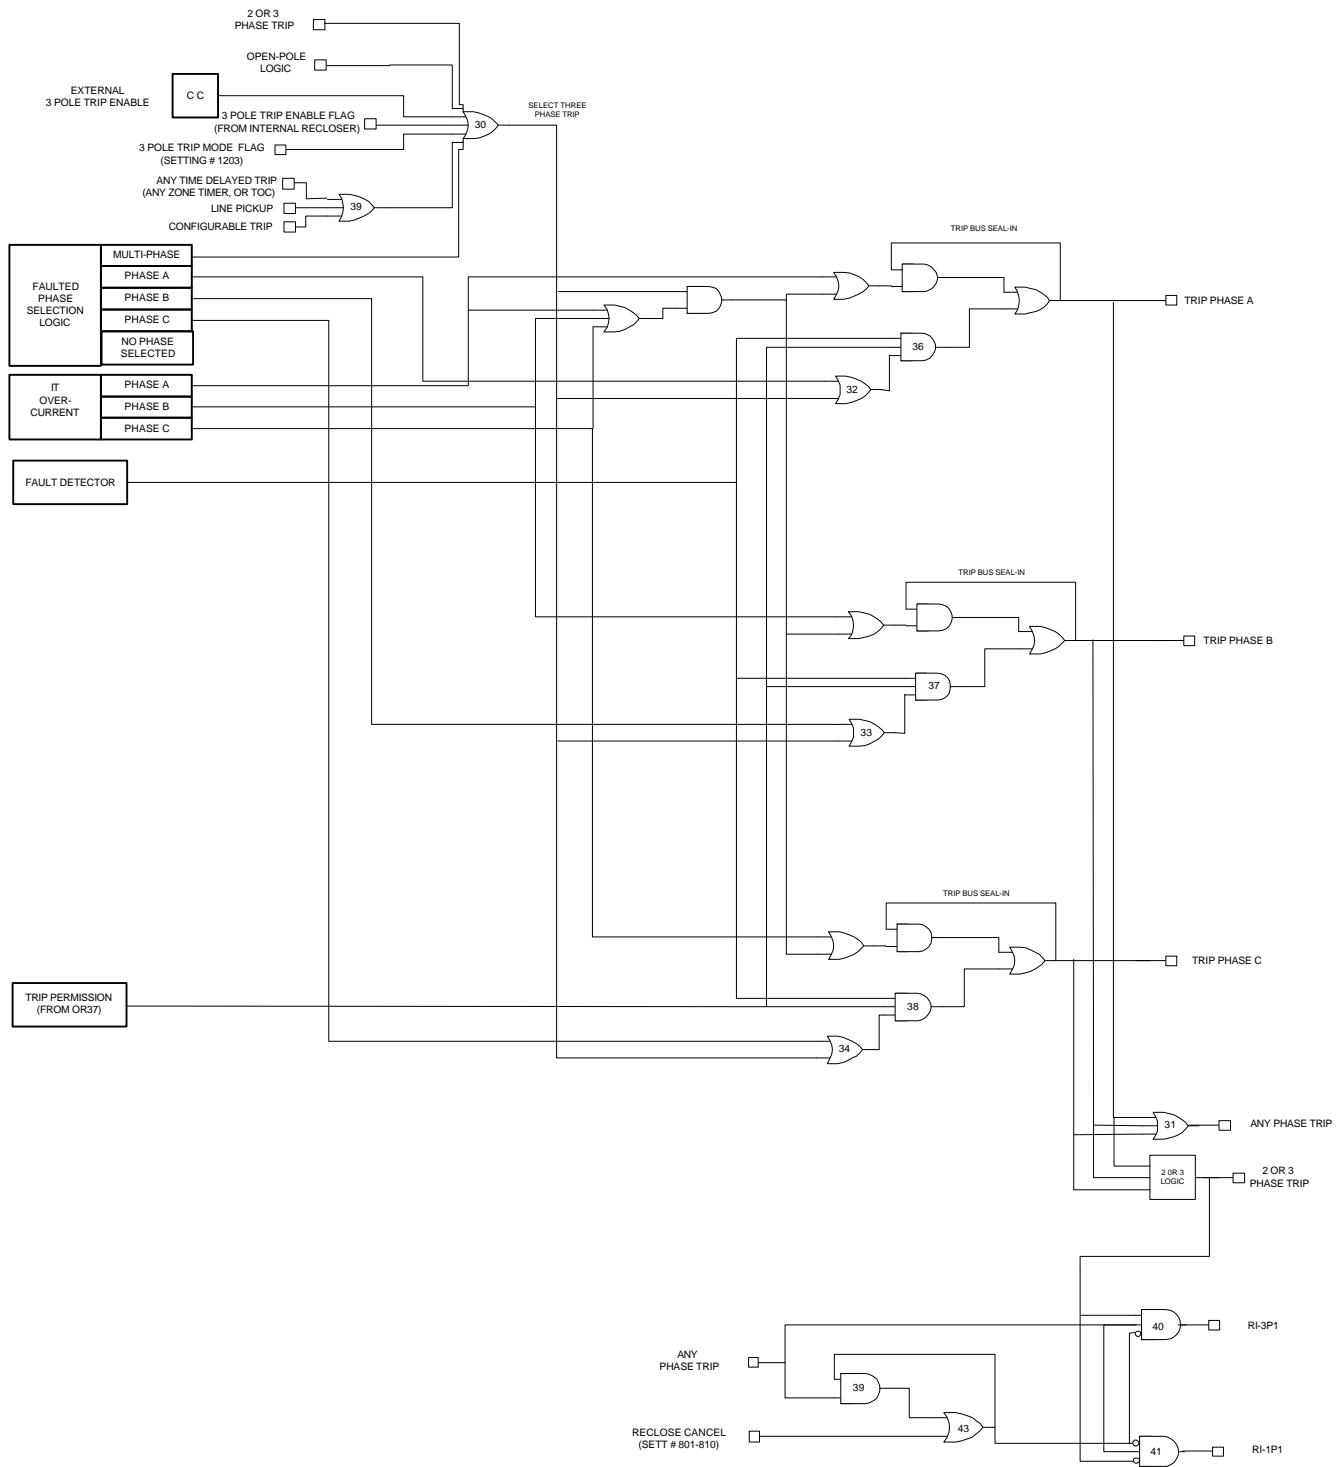 2 OR 3
PHASE TRIP
OPEN-POLE
LOGIC
EXTERNAL
3 POLE TRIP ENABLE
C C
3 POLE TRIP ENABLE FLAG
(FROM INTERNAL RECLOSER)
30
SELECT THREE
PHASE TRIP
3 POLE TRIP MODE FLAG
(SETTING # 1203)
ANY TIME DELAYED TRIP
(ANY ZONE TIMER, OR TOC)
LINE PICKUP
39
CONFIGURABLE TRIP
FAULTED
PHASE
SELECTION
LOGIC
MULTI-PHASE
PHASE A
PHASE B
PHASE C
NO PHASE
SELECTED
IT
OVER-
CURRENT
PHASE A
PHASE B
PHASE C
FAULT DETECTOR
TRIP BUS SEAL-IN
TRIP PHASE A
36
32
TRIP BUS SEAL-IN
TRIP PHASE B
37
33
TRIP BUS SEAL-IN
TRIP PHASE C
TRIP PERMISSION
(FROM OR37)
38
34
31
ANY PHASE TRIP
2 0R 3
LOGIC
2 OR 3
PHASE TRIP
40
RI-3P1
ANY
PHASE TRIP
39
RECLOSE CANCEL
(SETT # 801-810)
43
41
RI-1P1